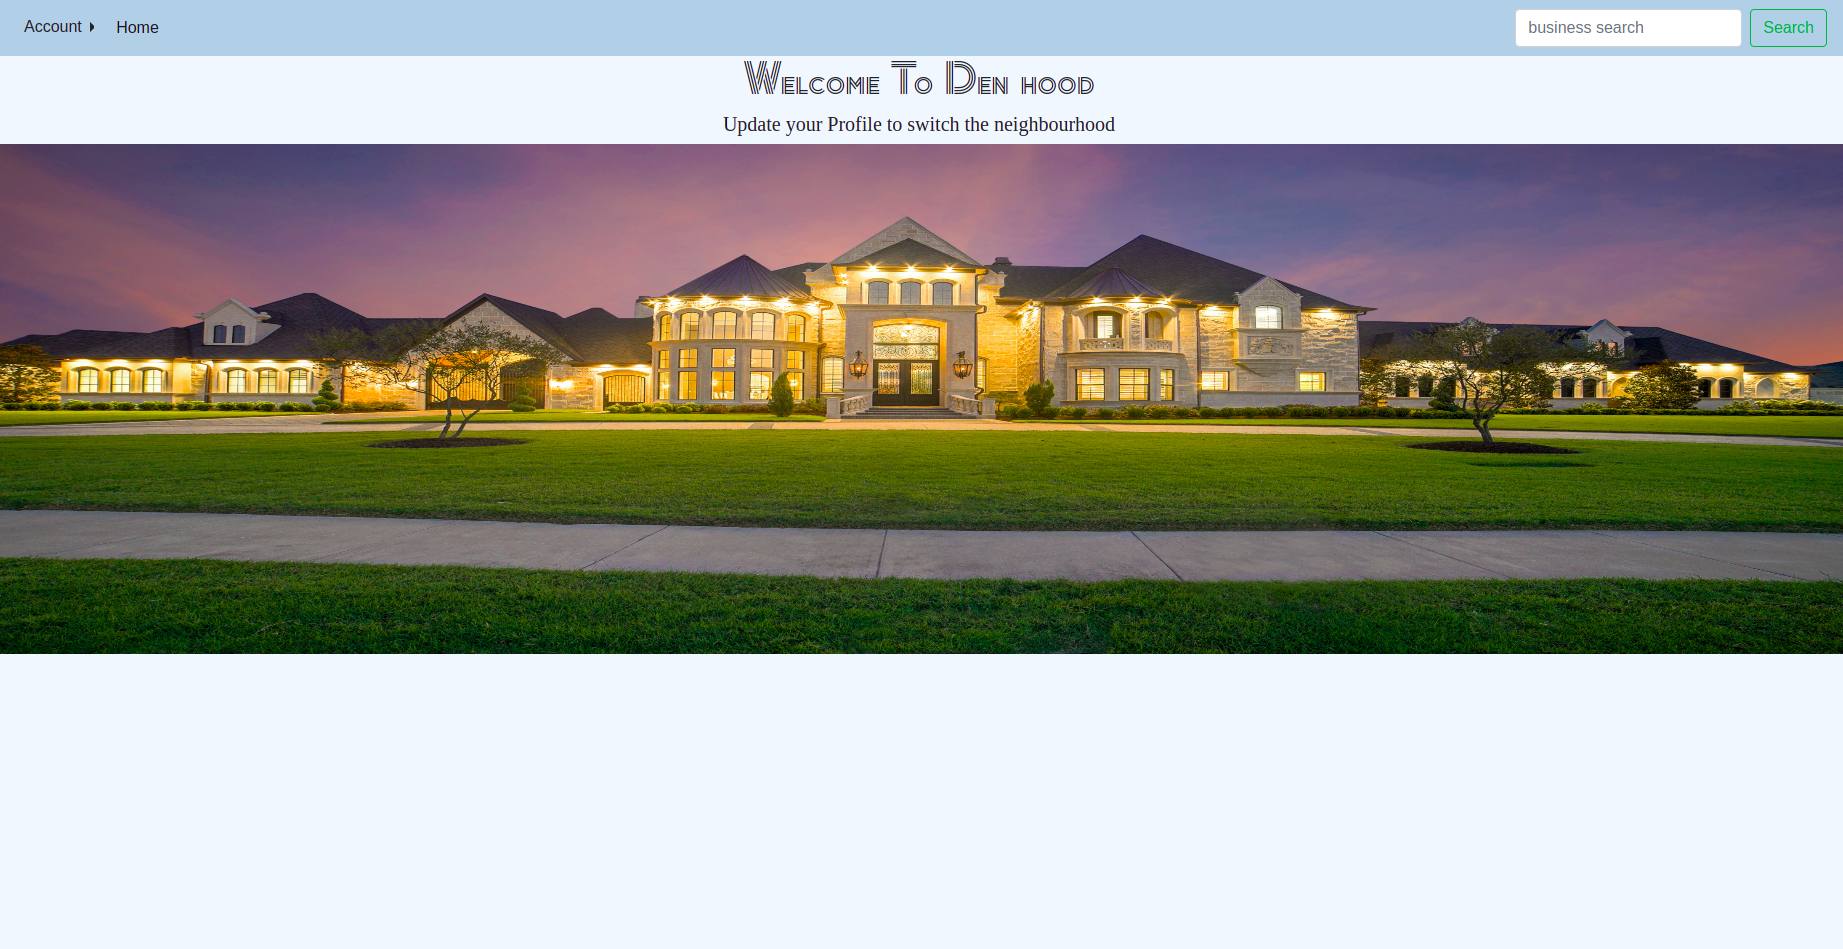 Account Home business search Search
Welcome To Den hood
Update your Profile to switch the neighbourhood